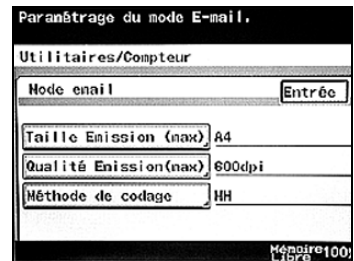 Paramétrage du mode E-mail.
Utilitaires/Compteur
Mode email
Entrée
Taille Emission (max) A4
Qualité Emission(max) 600dpi
Méthode de codage MH
Mémoire 100%
Libre